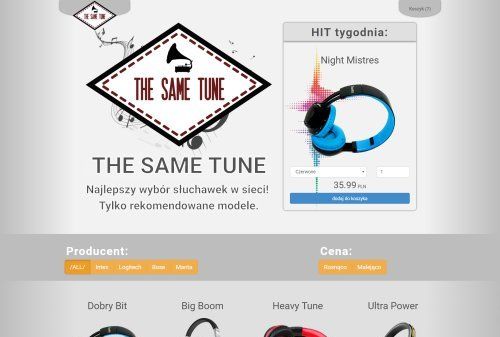 THE SAME TUNE
Koszyk (7)
THE SAME TUNE
HIT tygodnia:
Night Mistres
Czerwone
1
35.99 PLN
dodaj do koszyka
THE SAME TUNE
Najlepszy wybór słuchawek w sieci!
Tylko rekomendowane modele.
Producent:
/ALL/ Intex Logitech Bose Manta
Cena:
Rosnąco Malejąco
Dobry Bit
Big Boom
Heavy Tune
Ultra Power